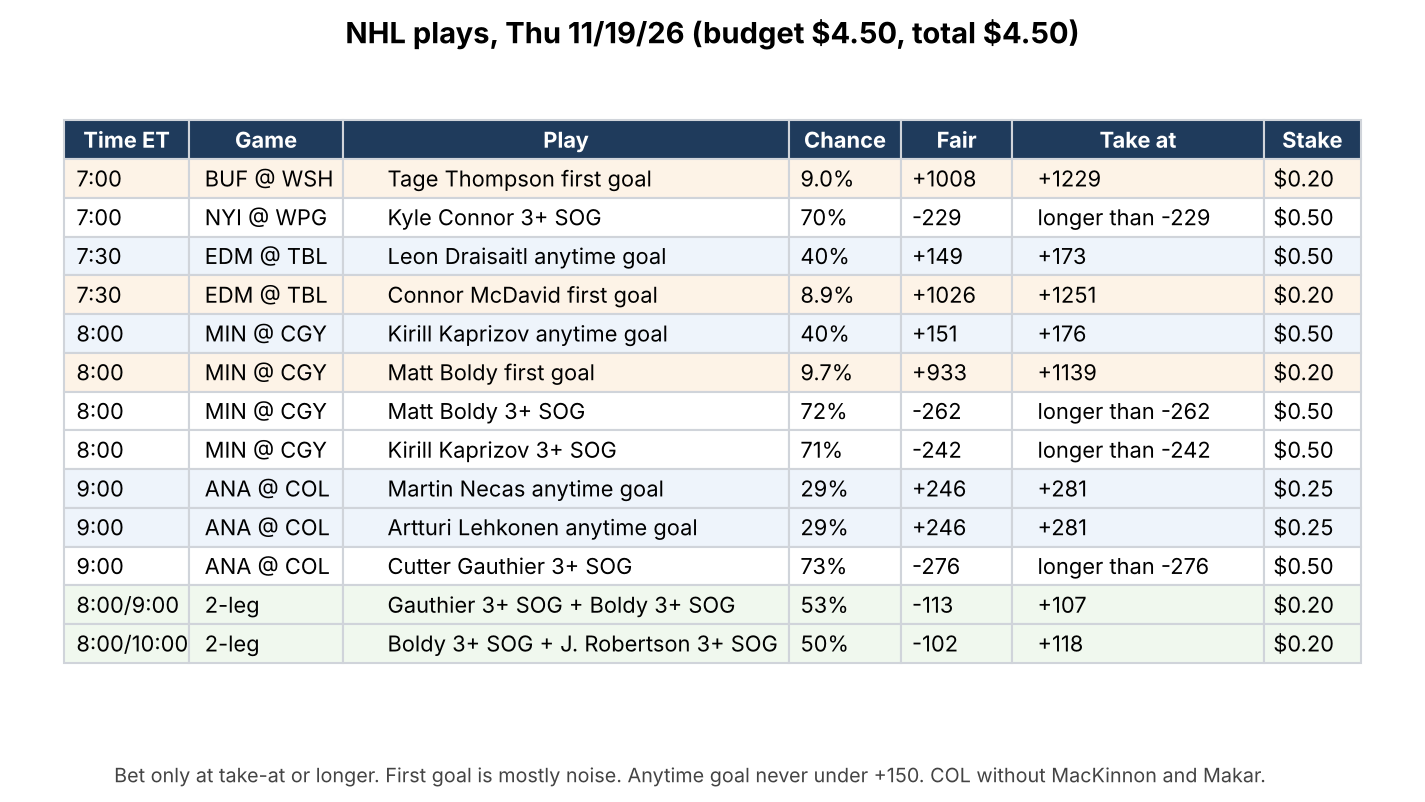 NHL plays, Thu 11/19/26 (budget $4.50, total $4.50)
Time ET Game Play Chance Fair Take at Stake
7:00 BUF @ WSH Tage Thompson first goal 9.0% +1008 +1229 $0.20
7:00 NYI @ WPG Kyle Connor 3+ SOG 70% -229 longer than -229 $0.50
7:30 EDM @ TBL Leon Draisaitl anytime goal 40% +149 +173 $0.50
7:30 EDM @ TBL Connor McDavid first goal 8.9% +1026 +1251 $0.20
8:00 MIN @ CGY Kirill Kaprizov anytime goal 40% +151 +176 $0.50
8:00 MIN @ CGY Matt Boldy first goal 9.7% +933 +1139 $0.20
8:00 MIN @ CGY Matt Boldy 3+ SOG 72% -262 longer than -262 $0.50
8:00 MIN @ CGY Kirill Kaprizov 3+ SOG 71% -242 longer than -242 $0.50
9:00 ANA @ COL Martin Necas anytime goal 29% +246 +281 $0.25
9:00 ANA @ COL Artturi Lehkonen anytime goal 29% +246 +281 $0.25
9:00 ANA @ COL Cutter Gauthier 3+ SOG 73% -276 longer than -276 $0.50
8:00/9:00 2-leg Gauthier 3+ SOG + Boldy 3+ SOG 53% -113 +107 $0.20
8:00/10:00 2-leg Boldy 3+ SOG + J. Robertson 3+ SOG 50% -102 +118 $0.20
Bet only at take-at or longer. First goal is mostly noise. Anytime goal never under +150. COL without MacKinnon and Makar.